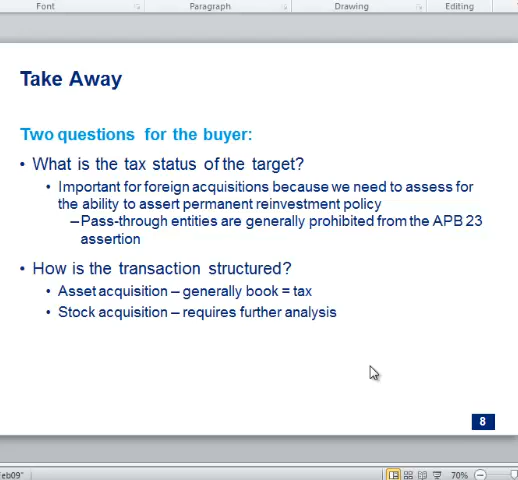 Font Paragraph Drawing Editing
Take Away
Two questions for the buyer:
• What is the tax status of the target?
• Important for foreign acquisitions because we need to assess for
the ability to assert permanent reinvestment policy
–Pass-through entities are generally prohibited from the APB 23
assertion
• How is the transaction structured?
• Asset acquisition – generally book = tax
• Stock acquisition – requires further analysis
8
70%